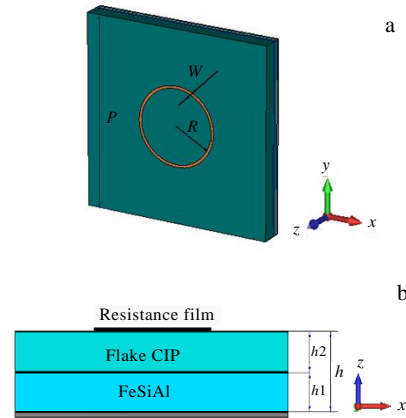 a
W
P
R
y
z
x
b
Resistance film
Flake CIP
h2
h
z
FeSiAl
h1
x